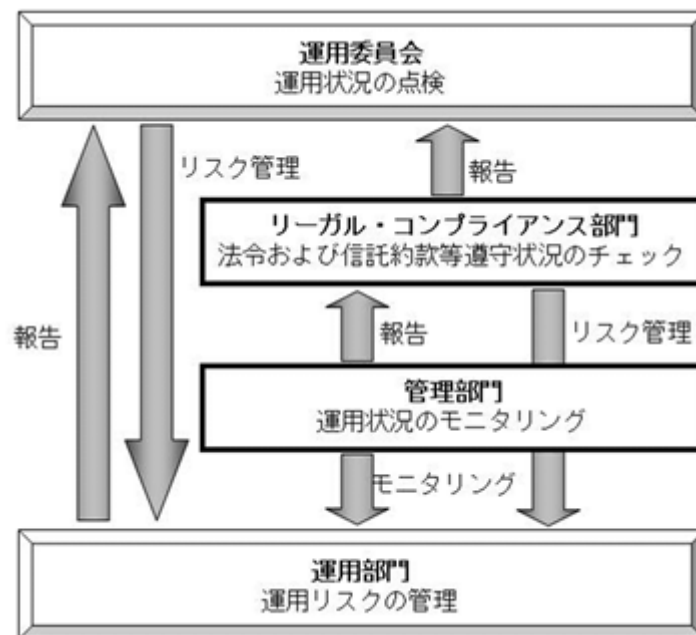 運用委員会
運用状況の点検
リスク管理
報告
リーガル・コンプライアンス部門
法令および信託約款等遵守状況のチェック
報告
報告
リスク管理
管理部門
運用状況のモニタリング
モニタリング
運用部門
運用リスクの管理